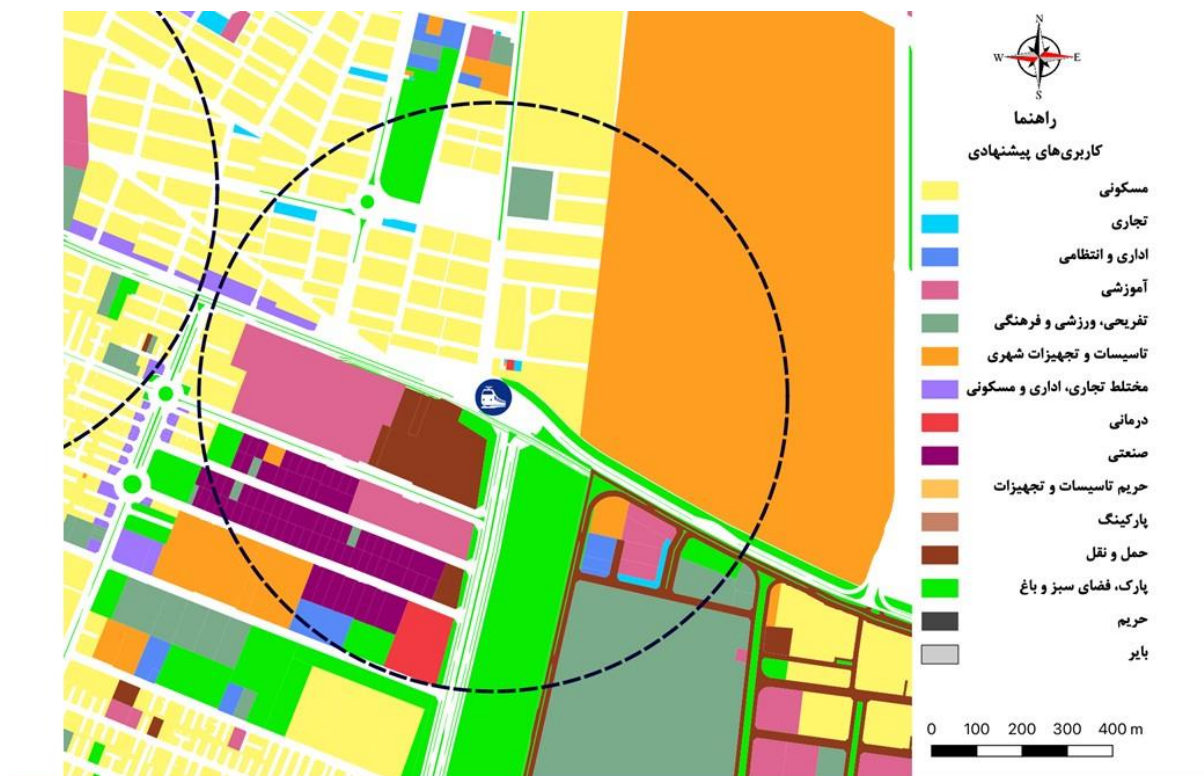 N
W E
S
راهنما
کاربری‌های پیشنهادی
مسکونی
تجاری
اداری و انتظامی
آموزشی
تفریحی، ورزشی و فرهنگی
تاسیسات و تجهیزات شهری
مختلط تجاری، اداری و مسکونی
درمانی
صنعتی
حریم تاسیسات و تجهیزات
پارکینگ
حمل و نقل
پارک، فضای سبز و باغ
حریم
بایر
0 100 200 300 400 m